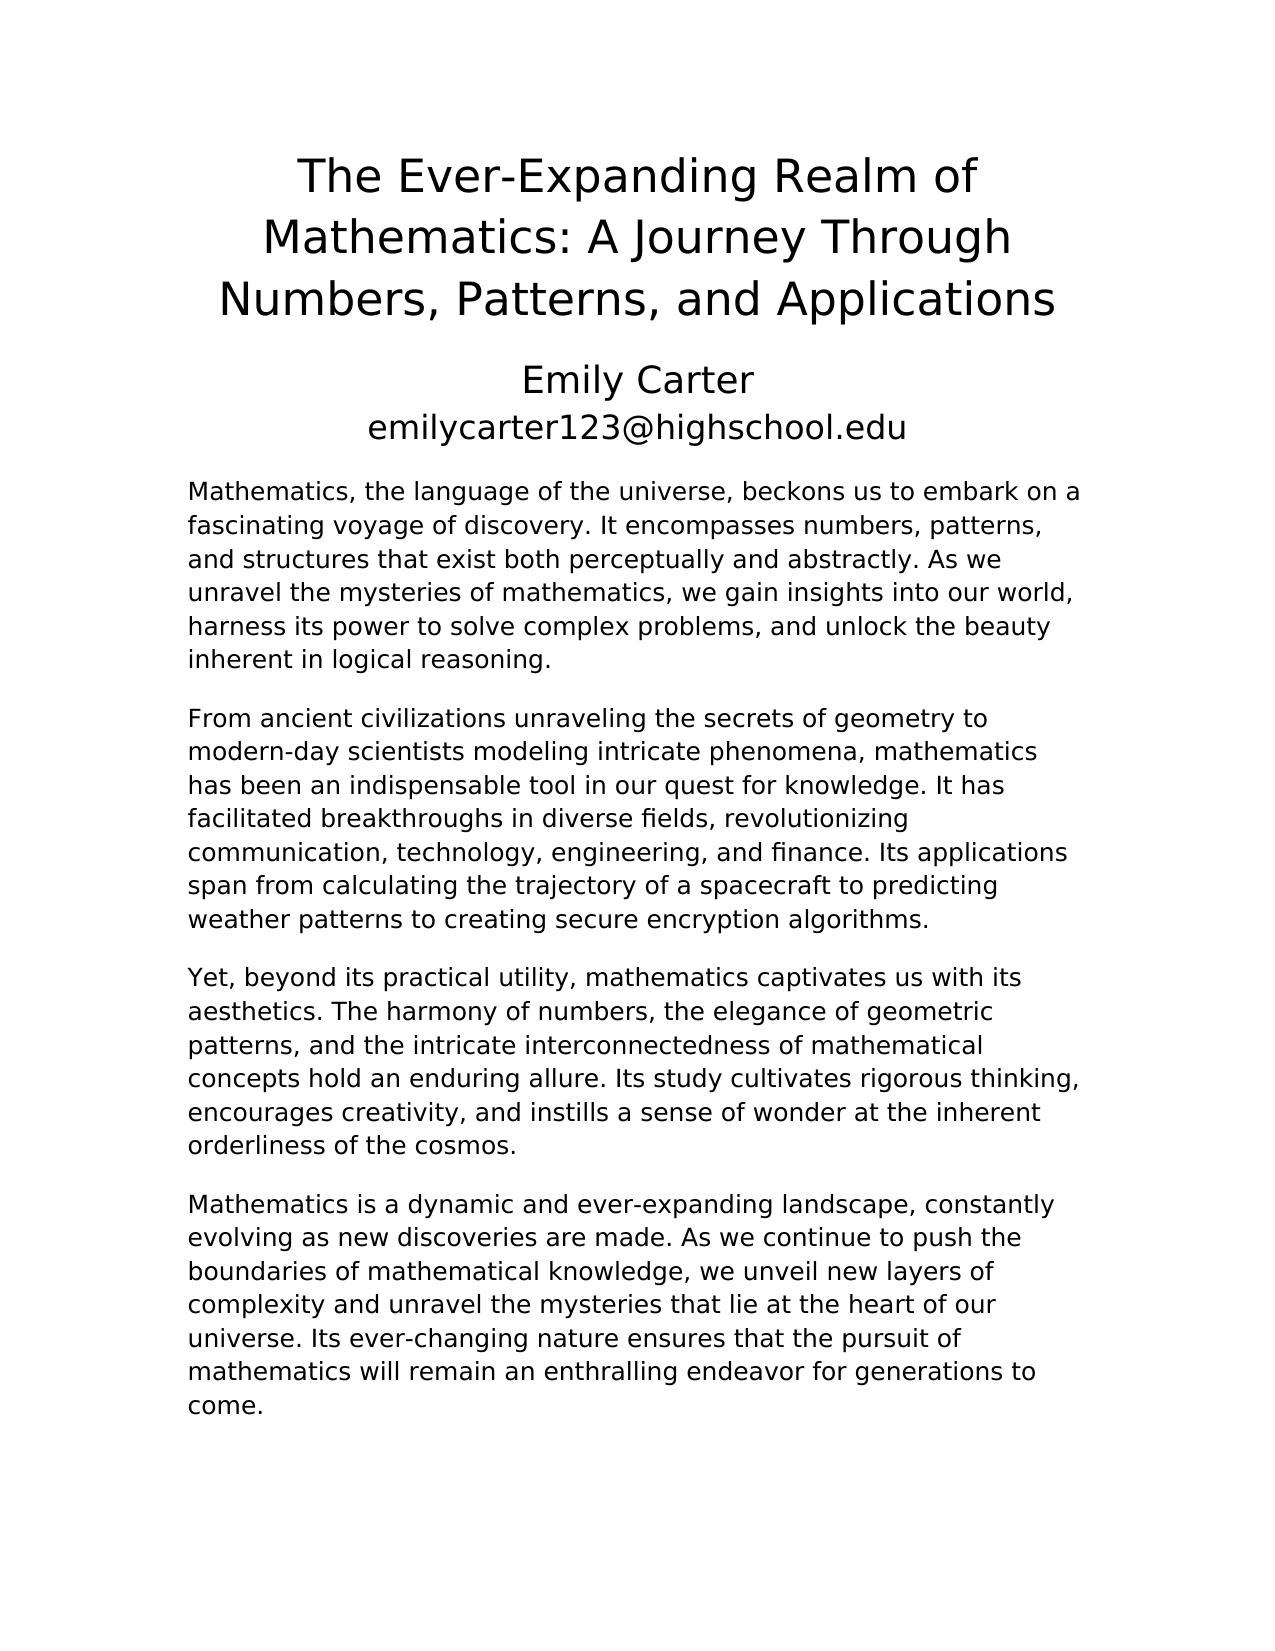 The Ever-Expanding Realm of
Mathematics: A Journey Through
Numbers, Patterns, and Applications
Emily Carter
emilycarter123@highschool.edu
Mathematics, the language of the universe, beckons us to embark on a
fascinating voyage of discovery. It encompasses numbers, patterns,
and structures that exist both perceptually and abstractly. As we
unravel the mysteries of mathematics, we gain insights into our world,
harness its power to solve complex problems, and unlock the beauty
inherent in logical reasoning.
From ancient civilizations unraveling the secrets of geometry to
modern-day scientists modeling intricate phenomena, mathematics
has been an indispensable tool in our quest for knowledge. It has
facilitated breakthroughs in diverse fields, revolutionizing
communication, technology, engineering, and finance. Its applications
span from calculating the trajectory of a spacecraft to predicting
weather patterns to creating secure encryption algorithms.
Yet, beyond its practical utility, mathematics captivates us with its
aesthetics. The harmony of numbers, the elegance of geometric
patterns, and the intricate interconnectedness of mathematical
concepts hold an enduring allure. Its study cultivates rigorous thinking,
encourages creativity, and instills a sense of wonder at the inherent
orderliness of the cosmos.
Mathematics is a dynamic and ever-expanding landscape, constantly
evolving as new discoveries are made. As we continue to push the
boundaries of mathematical knowledge, we unveil new layers of
complexity and unravel the mysteries that lie at the heart of our
universe. Its ever-changing nature ensures that the pursuit of
mathematics will remain an enthralling endeavor for generations to
come.